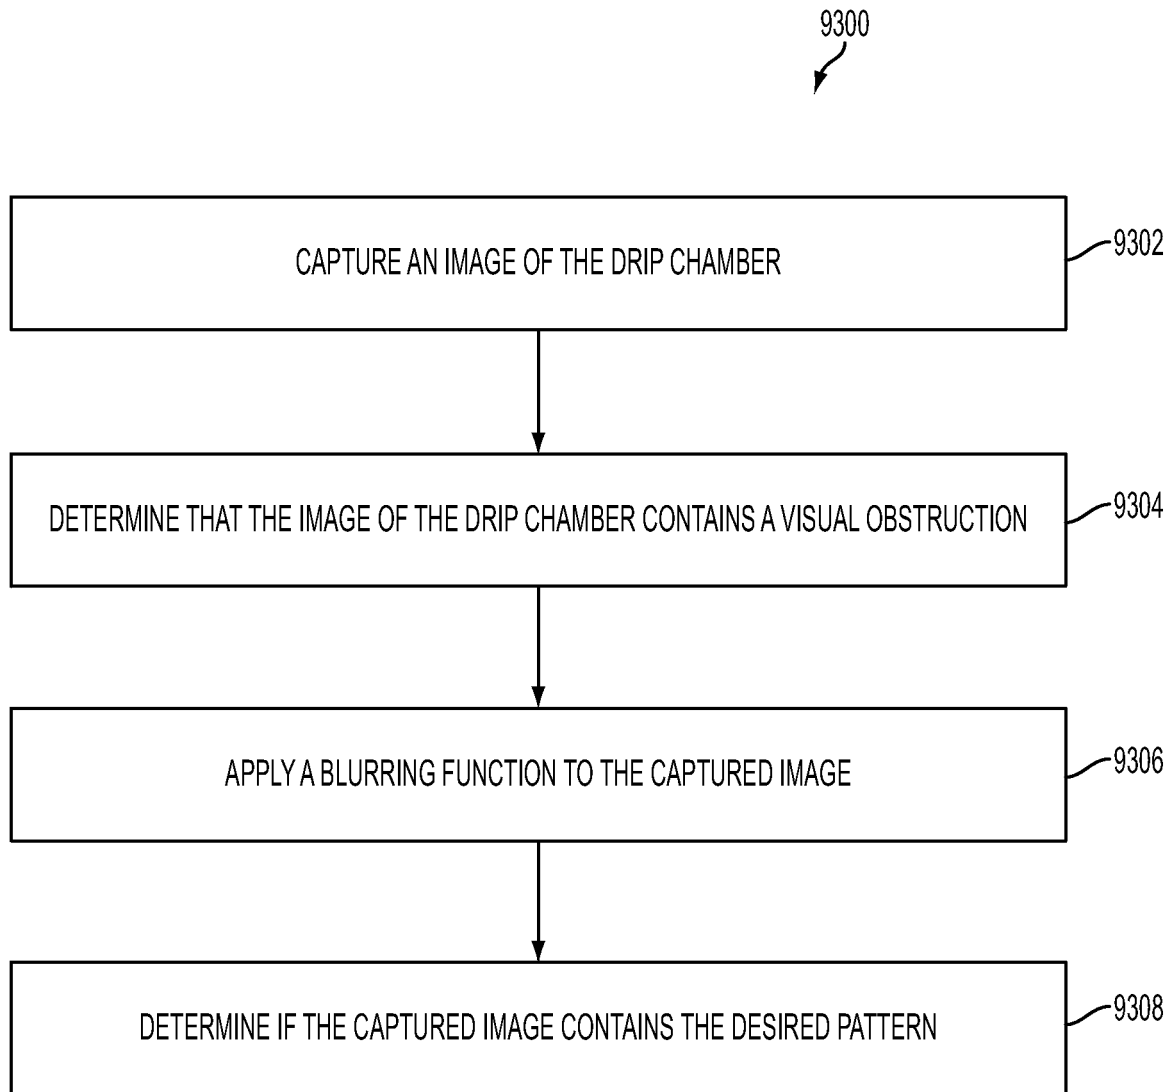 9300
CAPTURE AN IMAGE OF THE DRIP CHAMBER
9302
DETERMINE THAT THE IMAGE OF THE DRIP CHAMBER CONTAINS A VISUAL OBSTRUCTION
9304
APPLY A BLURRING FUNCTION TO THE CAPTURED IMAGE
9306
DETERMINE IF THE CAPTURED IMAGE CONTAINS THE DESIRED PATTERN
9308